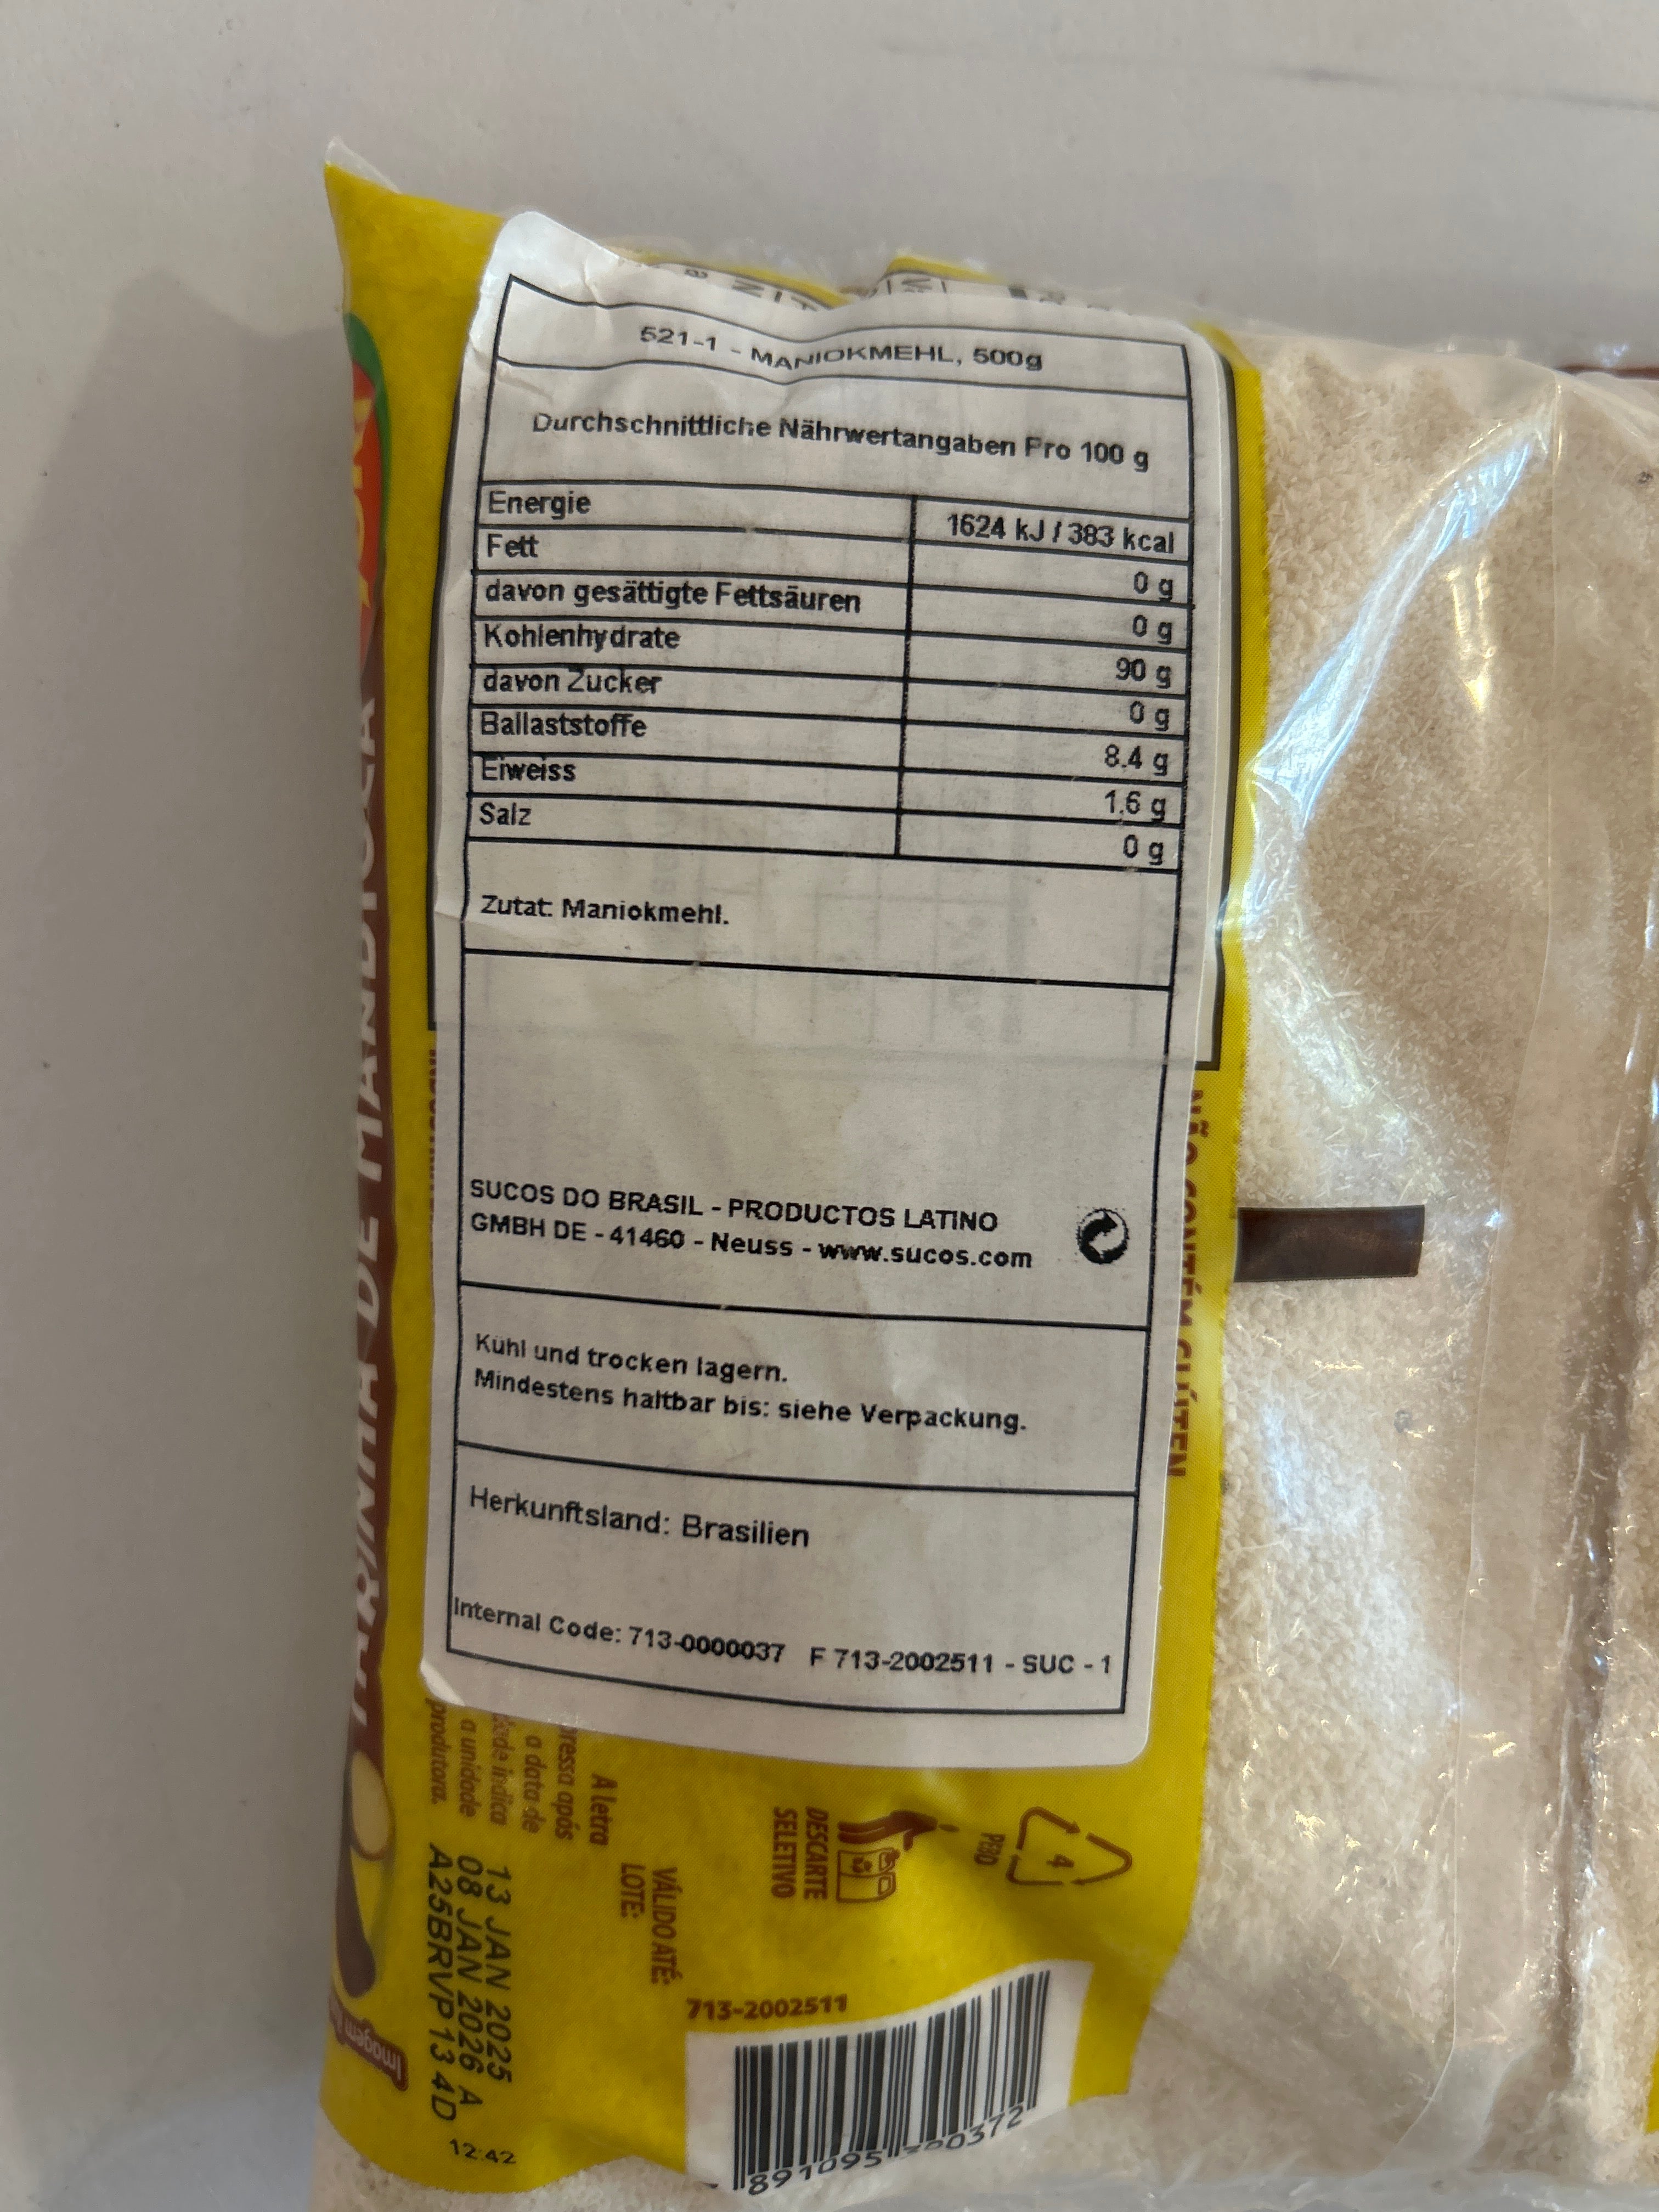 521-1 - MANIOKMEHL, 500g
Durchschnittliche Nährwertangaben Pro 100 g
Energie 1624 kJ / 383 kcal
Fett 0 g
davon gesättigte Fettsäuren 0 g
Kohlenhydrate 90 g
davon Zucker 0 g
Ballaststoffe 8.4 g
Eiweiss 1.6 g
Salz 0 g
Zutat: Maniokmehl.
SUCOS DO BRASIL - PRODUCTOS LATINO
GMBH DE - 41460 - Neuss - www.sucos.com
Kühl und trocken lagern.
Mindestens haltbar bis: siehe Verpackung.
Herkunftsland: Brasilien
Internal Code: 713-0000037 F 713-2002511 - SUC - 1
NÃO CONTÉM GLÚTEN
FARINHA DE MANDIOCA
4
PEBD
DESCARTE
SELETIVO
VÁLIDO ATÉ:
LOTE:
A letra
após
a data de
indica
a unidade
produtora.
13 JAN 2025
08 JAN 2026 A
A25BRVP13 4D
12:42
713-2002511
Imagem